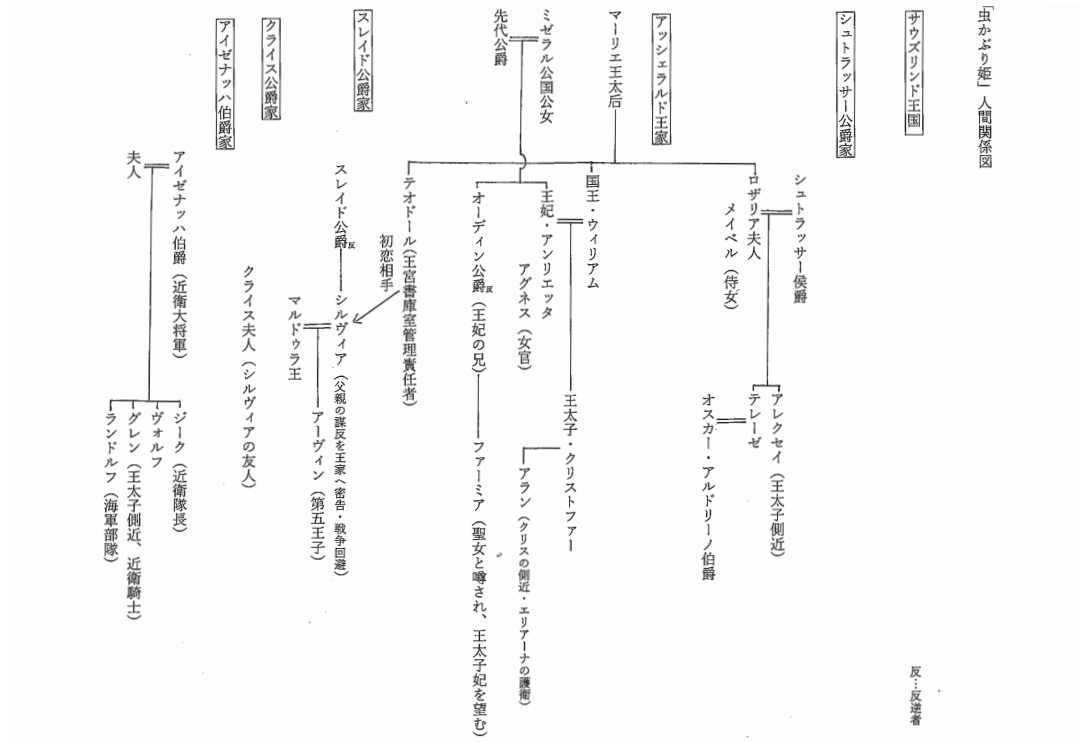 「虫かぶり姫」人間関係図
サウズリンド王国
反…反逆者
シュトラッサー公爵家
シュトラッサー侯爵
ロザリア夫人
メイベル（侍女）
アレクセイ（王太子側近）
テレーゼ
オスカー・アルドリーノ伯爵
アッシェラルド王家
マーリエ王太后
国王・ウィリアム
王妃・アンリエッタ
アグネス（女官）
王太子・クリストファー
アラン（クリスの側近・エリアーナの護衛）
ミゼラル公国公女
先代公爵
オーディン公爵反（王妃の兄）
ファーミア（聖女と噂され、王太子妃を望む）
テオドール（王宮書庫室管理責任者）
初恋相手
スレイド公爵家
スレイド公爵反
シルヴィア（父親の謀反を王家へ密告・戦争回避）
マルドゥラ王
アーヴィン（第五王子）
クライス公爵家
クライス夫人（シルヴィアの友人）
アイゼナッハ伯爵家
アイゼナッハ伯爵（近衛大将軍）
夫人
ジーク（近衛隊長）
ヴォルフ
グレン（王太子側近、近衛騎士）
ランドルフ（海軍部隊）